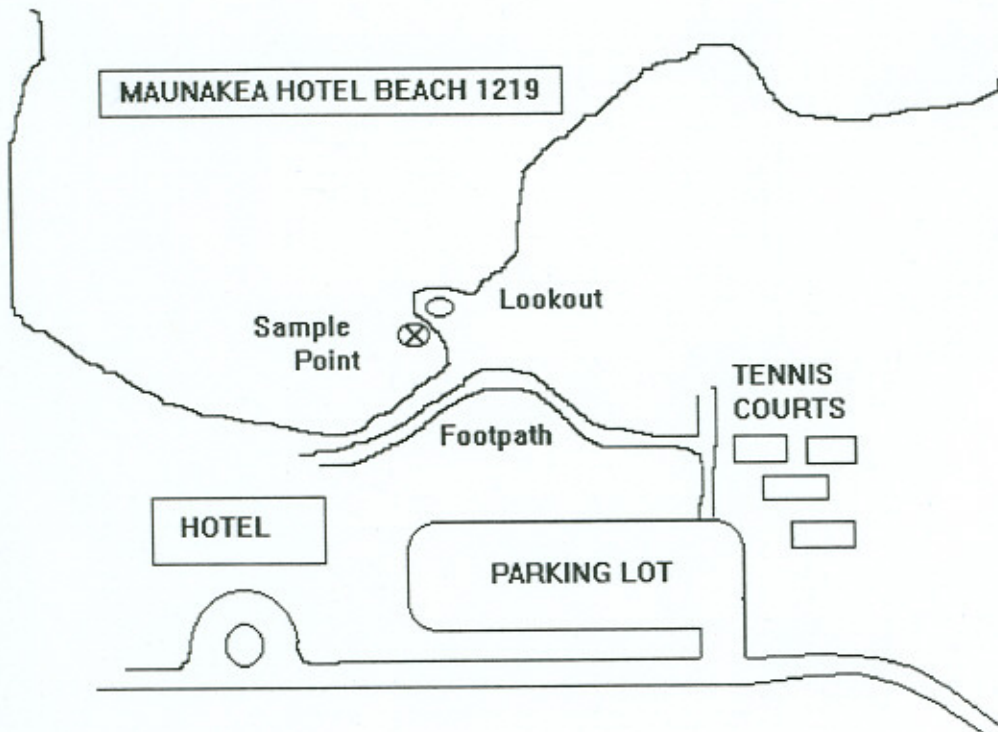 MAUNAKEA HOTEL BEACH 1219
Lookout
Sample
Point
TENNIS
COURTS
Footpath
HOTEL
PARKING LOT